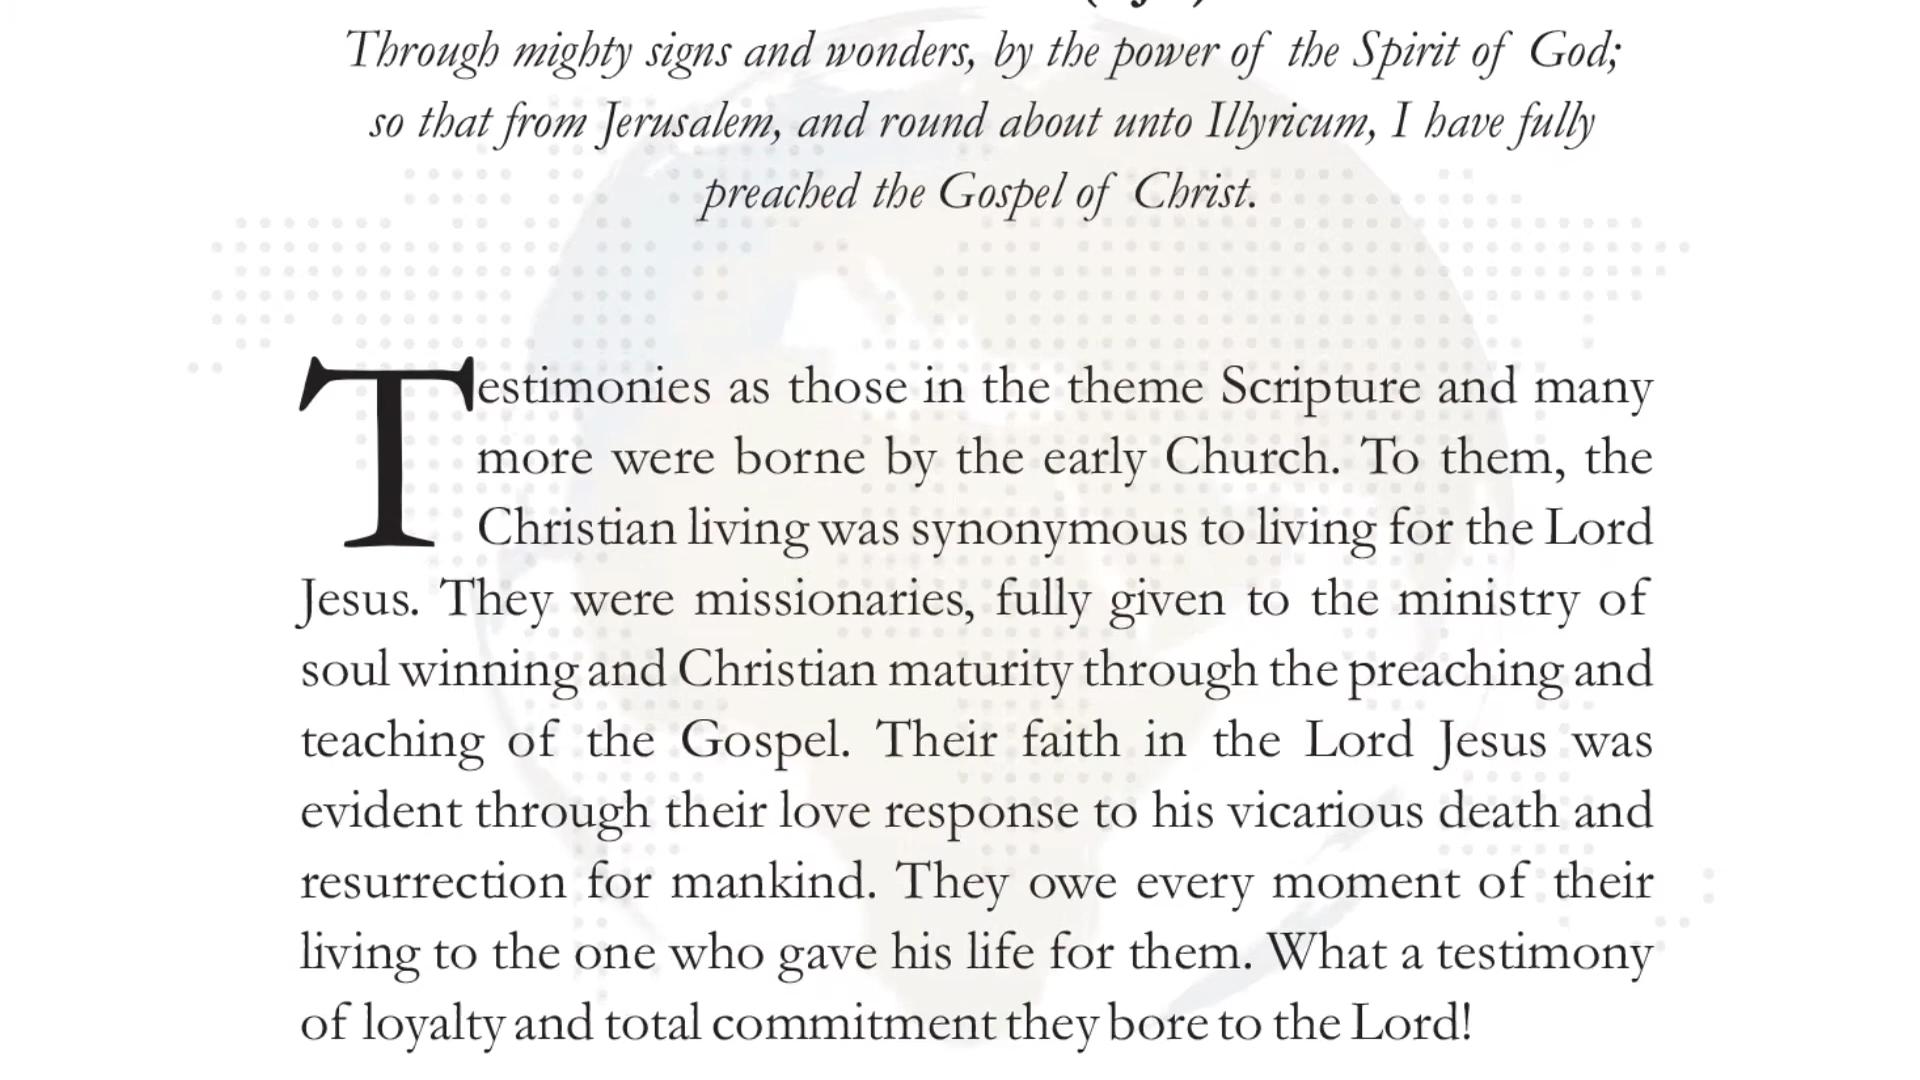 Through mighty signs and wonders, by the power of the Spirit of God;
so that from Jerusalem, and round about unto Illyricum, I have fully
preached the Gospel of Christ.
Testimonies as those in the theme Scripture and many
more were borne by the early Church. To them, the
Christian living was synonymous to living for the Lord
Jesus. They were missionaries, fully given to the ministry of
soul winning and Christian maturity through the preaching and
teaching of the Gospel. Their faith in the Lord Jesus was
evident through their love response to his vicarious death and
resurrection for mankind. They owe every moment of their
living to the one who gave his life for them. What a testimony
of loyalty and total commitment they bore to the Lord!